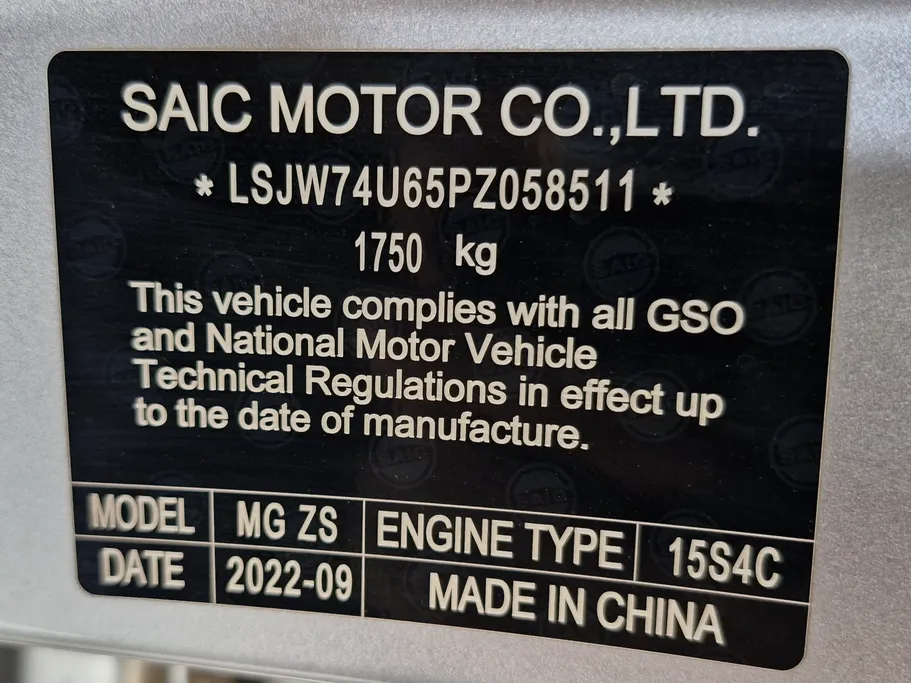 SAIC MOTOR CO.,LTD.
* LSJW74U65PZ058511 *
1750 kg
This vehicle complies with all GSO
and National Motor Vehicle
Technical Regulations in effect up
to the date of manufacture.
MODEL MG ZS ENGINE TYPE 15S4C
DATE 2022-09 MADE IN CHINA